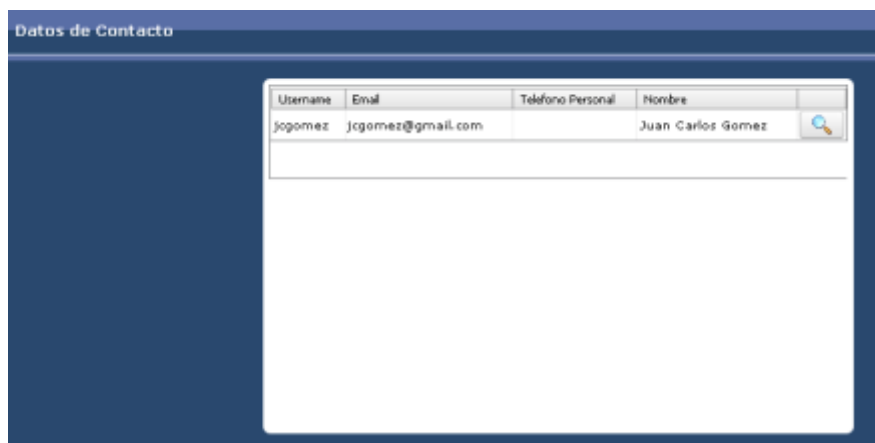 Datos de Contacto
Username Email Telefono Personal Nombre
jcgomez jcgomez@gmail.com Juan Carlos Gomez